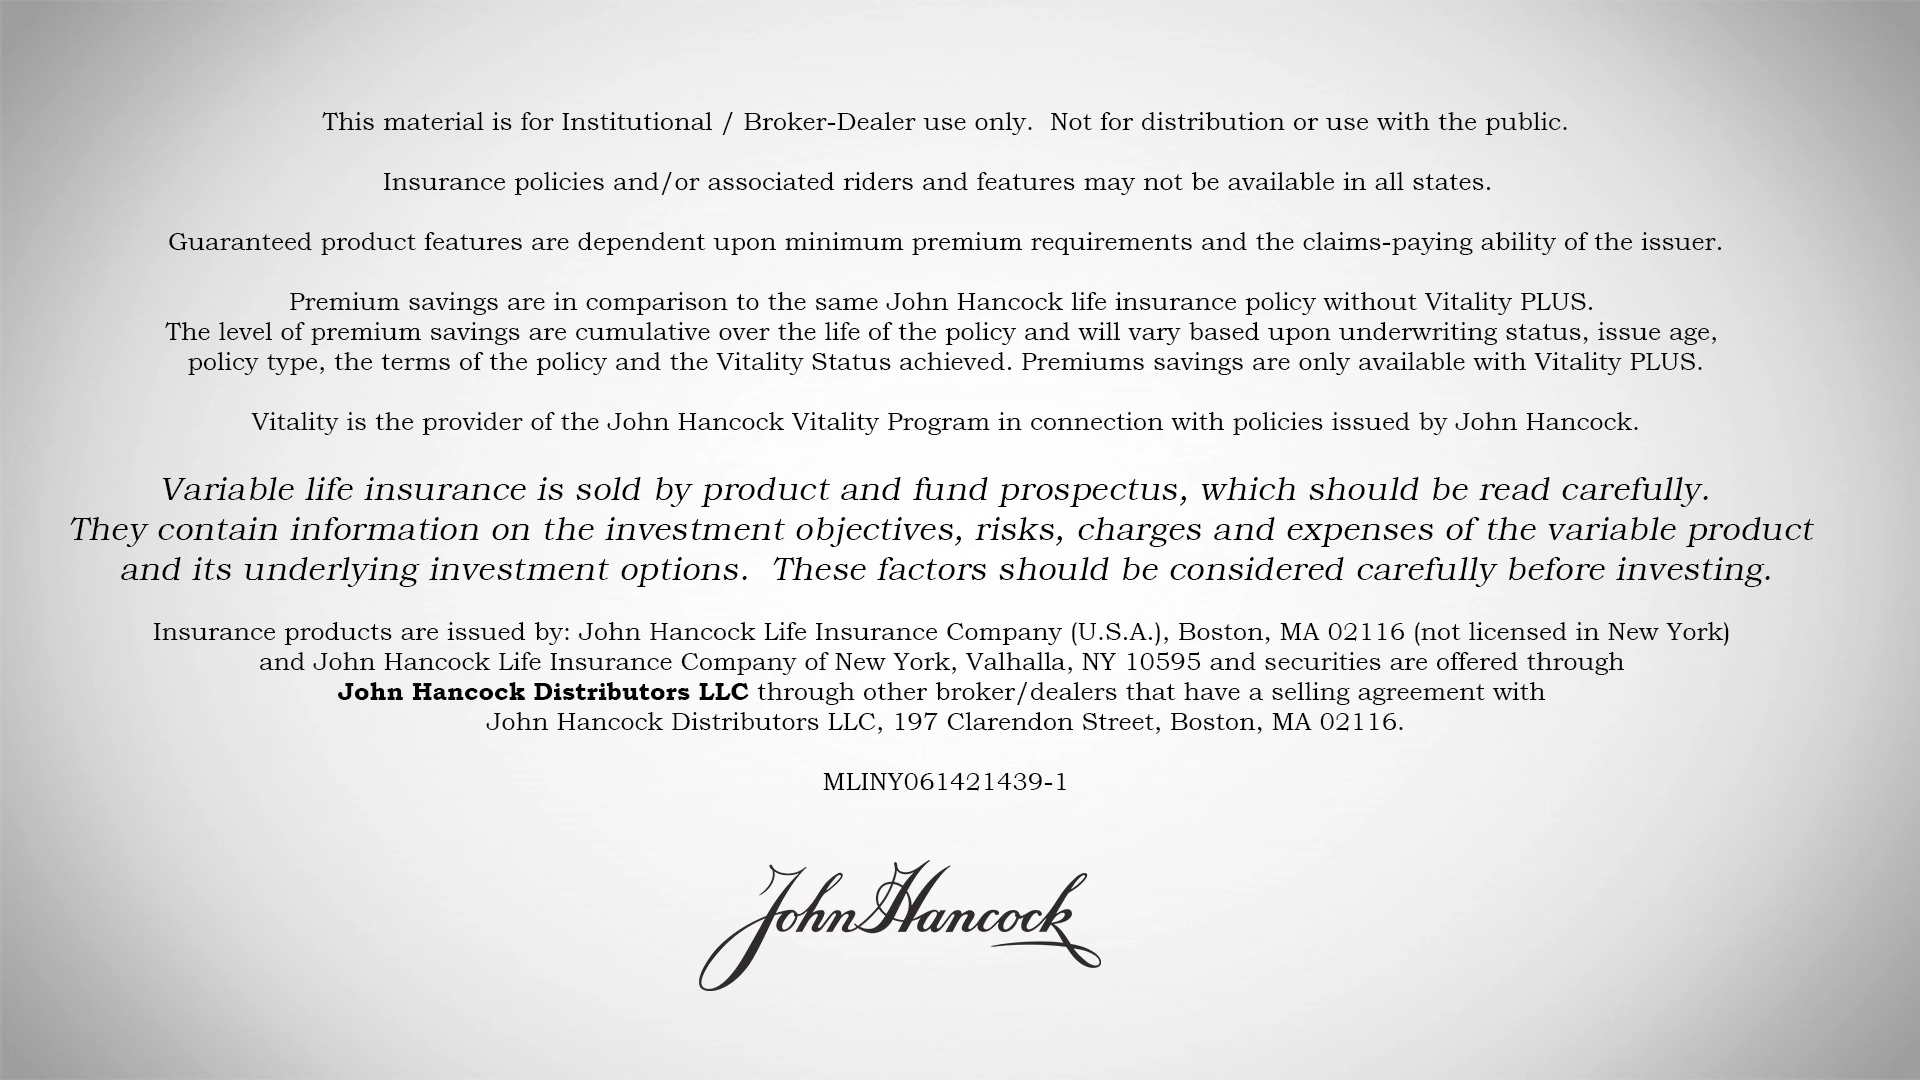 This material is for Institutional / Broker-Dealer use only.  Not for distribution or use with the public.
Insurance policies and/or associated riders and features may not be available in all states.
Guaranteed product features are dependent upon minimum premium requirements and the claims-paying ability of the issuer.
Premium savings are in comparison to the same John Hancock life insurance policy without Vitality PLUS.
The level of premium savings are cumulative over the life of the policy and will vary based upon underwriting status, issue age,
policy type, the terms of the policy and the Vitality Status achieved. Premiums savings are only available with Vitality PLUS.
Vitality is the provider of the John Hancock Vitality Program in connection with policies issued by John Hancock.
Variable life insurance is sold by product and fund prospectus, which should be read carefully.
They contain information on the investment objectives, risks, charges and expenses of the variable product
and its underlying investment options.  These factors should be considered carefully before investing.
Insurance products are issued by: John Hancock Life Insurance Company (U.S.A.), Boston, MA 02116 (not licensed in New York)
and John Hancock Life Insurance Company of New York, Valhalla, NY 10595 and securities are offered through
John Hancock Distributors LLC through other broker/dealers that have a selling agreement with
John Hancock Distributors LLC, 197 Clarendon Street, Boston, MA 02116.
MLINY061421439-1
John Hancock